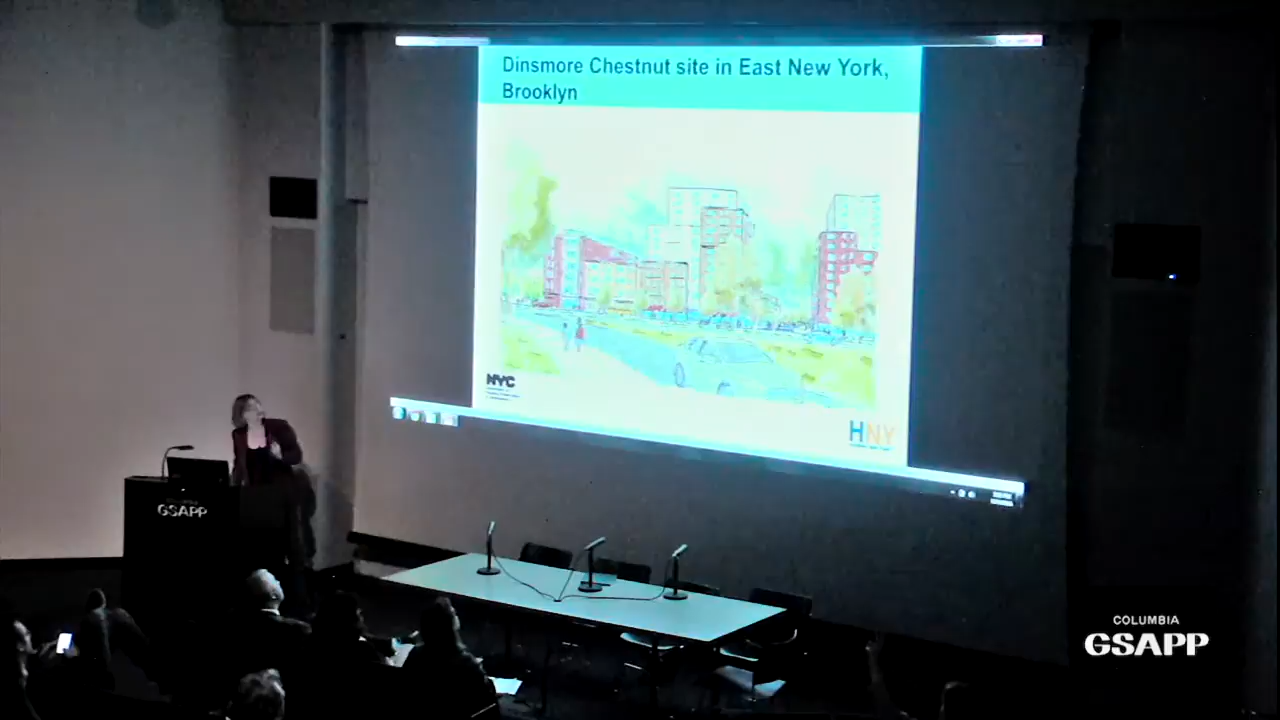 Dinsmore Chestnut site in East New York,
Brooklyn
NYC
HNY
GSAPP
COLUMBIA
GSAPP